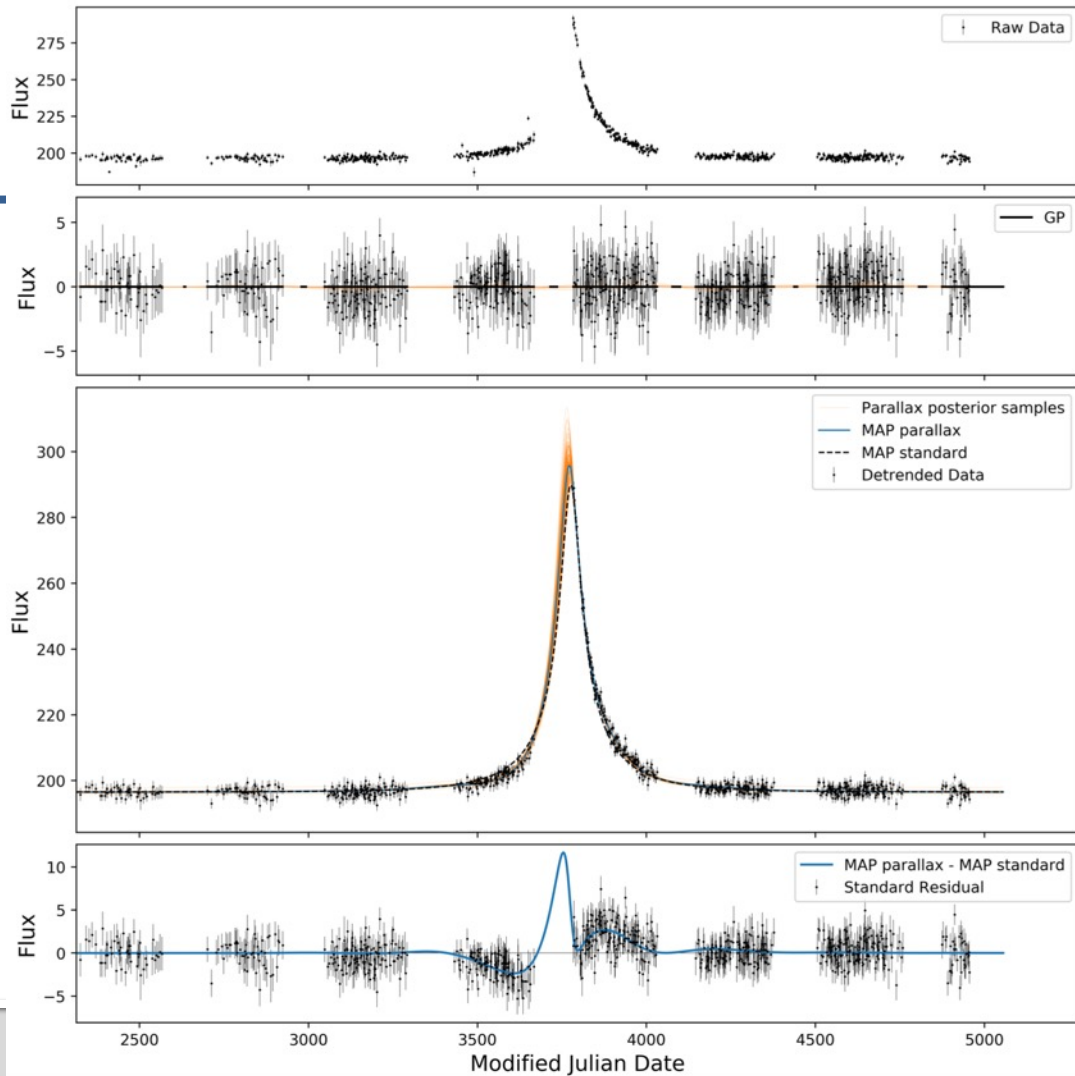 Raw Data
275
250
225
200
Flux
GP
5
0
−5
Flux
Parallax posterior samples
MAP parallax
MAP standard
Detrended Data
300
280
260
240
220
200
Flux
MAP parallax - MAP standard
Standard Residual
10
5
0
−5
Flux
2500 3000 3500 4000 4500 5000
Modified Julian Date